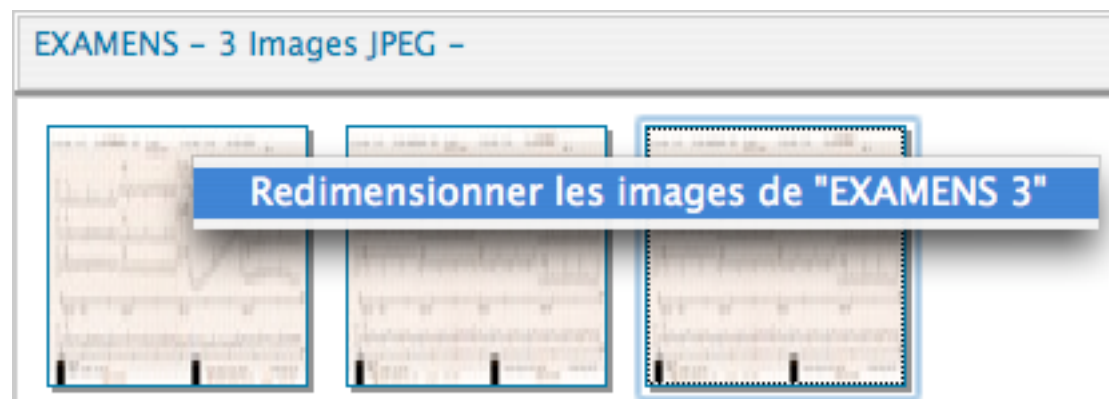 EXAMENS – 3 Images JPEG –
Redimensionner les images de "EXAMENS 3"